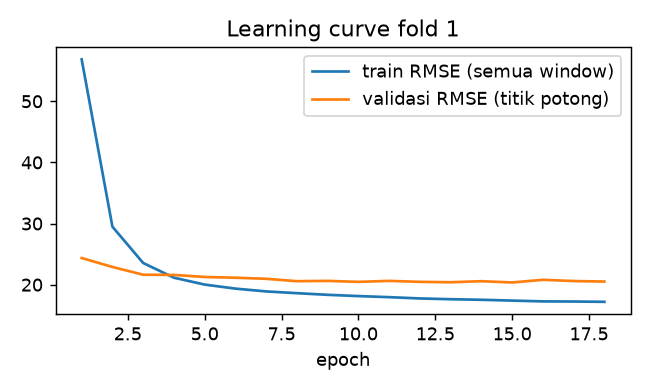 Learning curve fold 1
train RMSE (semua window)
validasi RMSE (titik potong)
50
40
30
20
2.5 5.0 7.5 10.0 12.5 15.0 17.5
epoch